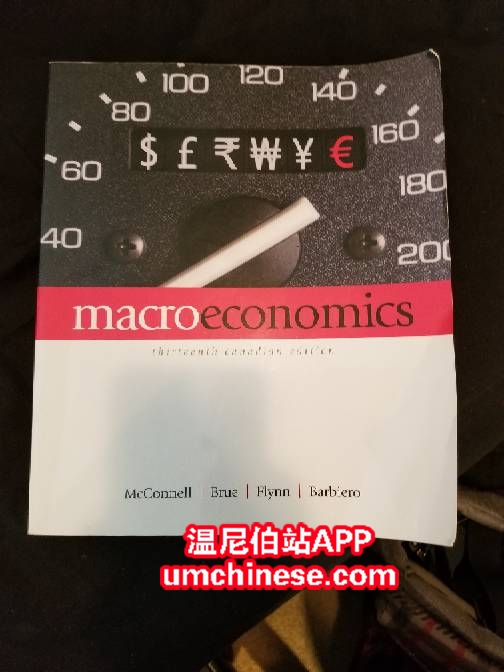 100 120 140
80 160
$ £ ₹ ₩ ¥ €
60 180
40 200
macroeconomics
thirteenth canadian edition
McConnell | Brue | Flynn | Barbiero
温尼伯站APP
umchinese.com